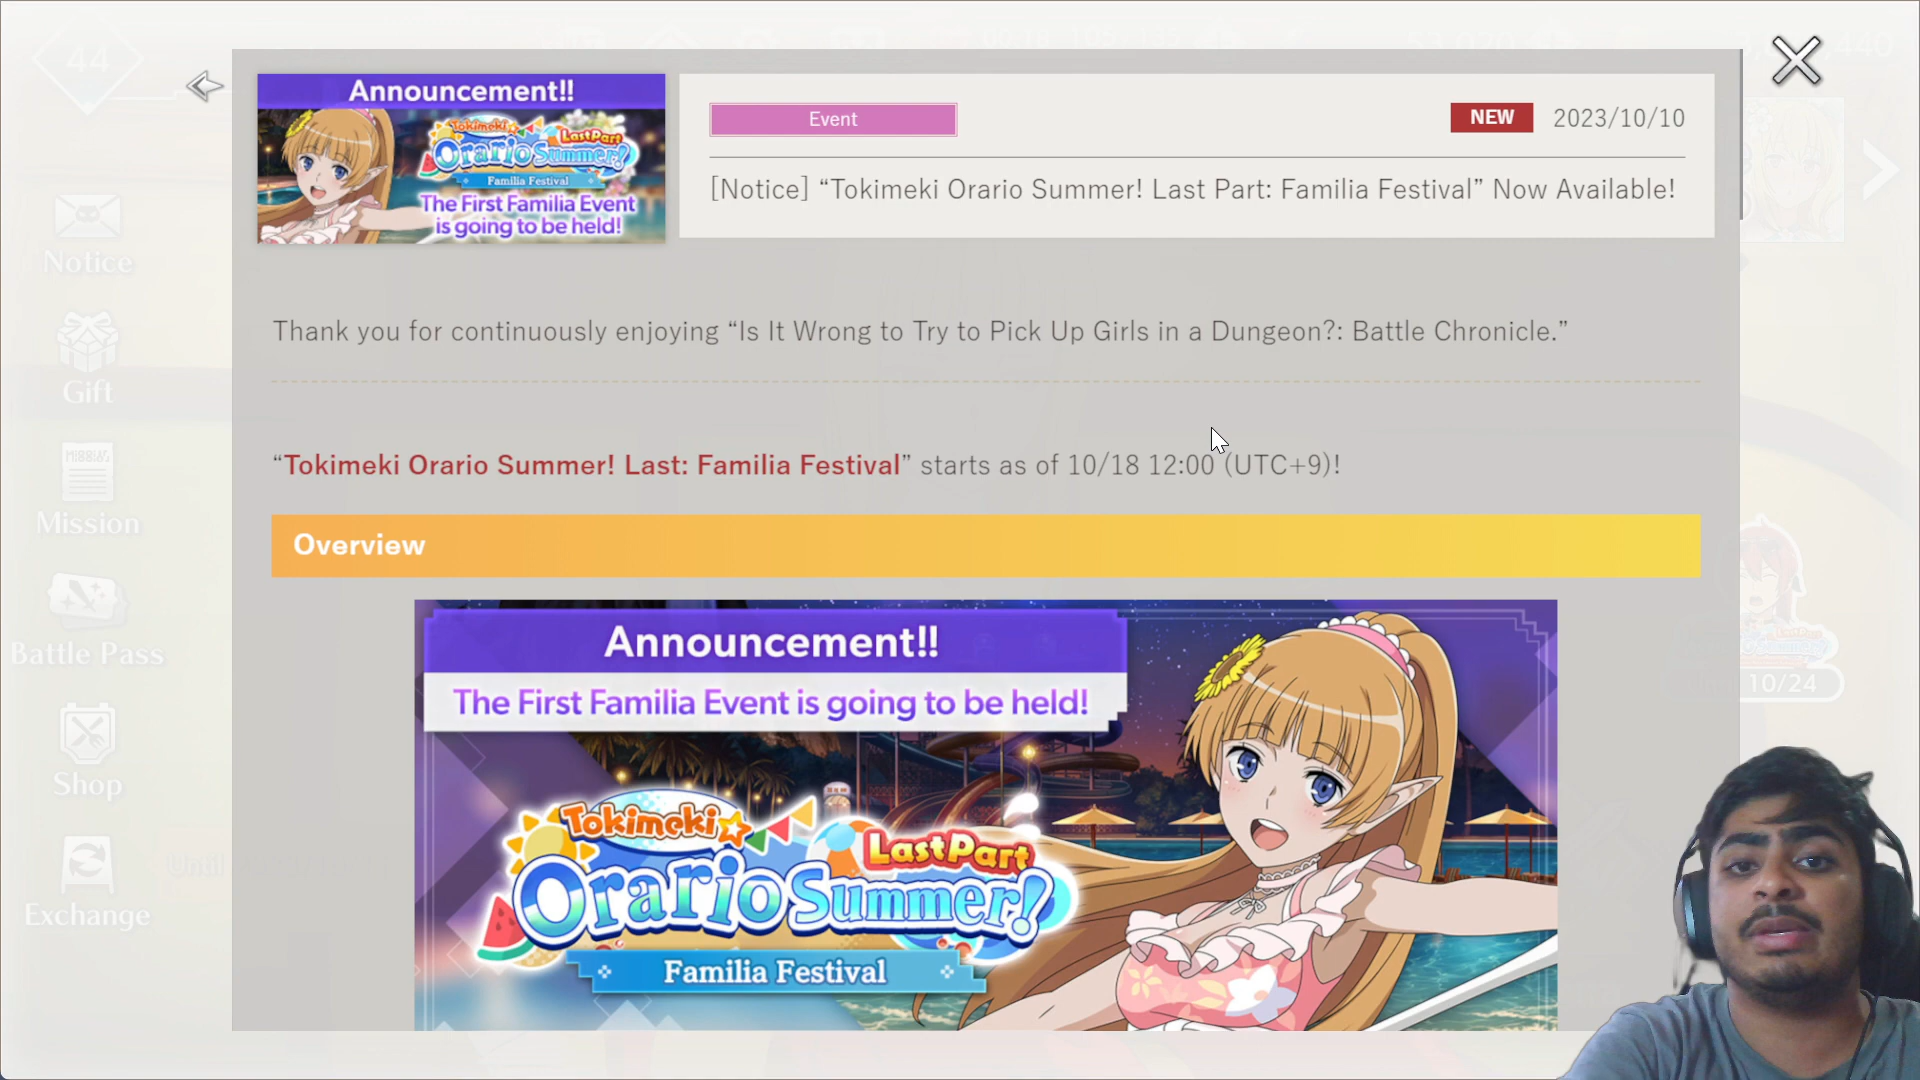 44
Announcement!!
Tokimeki
Last Part
Orario Summer!
Familia Festival
The First Familia Event
is going to be held!
Event
NEW
2023/10/10
[Notice] “Tokimeki Orario Summer! Last Part: Familia Festival” Now Available!
Notice
Gift
Mission
Battle Pass
Shop
Exchange
Thank you for continuously enjoying “Is It Wrong to Try to Pick Up Girls in a Dungeon?: Battle Chronicle.”
“Tokimeki Orario Summer! Last: Familia Festival” starts as of 10/18 12:00 (UTC+9)!
Overview
Announcement!!
The First Familia Event is going to be held!
Tokimeki
Last Part
Orario Summer!
Familia Festival
10/24